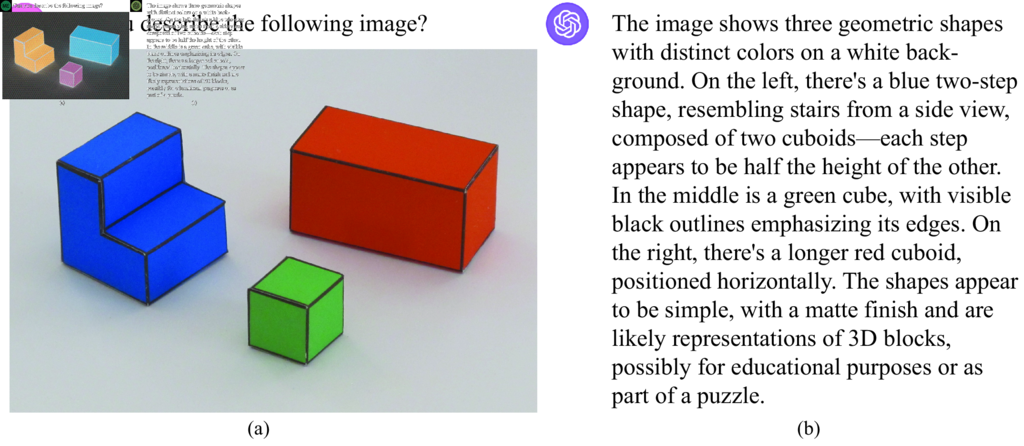 describe the following image?
The image shows three geometric shapes
with distinct colors on a white back-
ground. On the left, there's a blue two-step
shape, resembling stairs from a side view,
composed of two cuboids—each step
appears to be half the height of the other.
In the middle is a green cube, with visible
black outlines emphasizing its edges. On
the right, there's a longer red cuboid,
positioned horizontally. The shapes appear
to be simple, with a matte finish and are
likely representations of 3D blocks,
possibly for educational purposes or as
part of a puzzle.
(a)
(b)